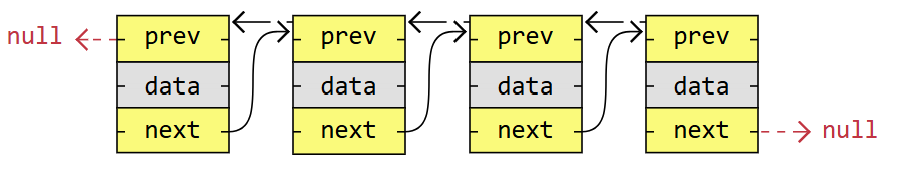 null prev prev prev prev
data data data data
next next next next null